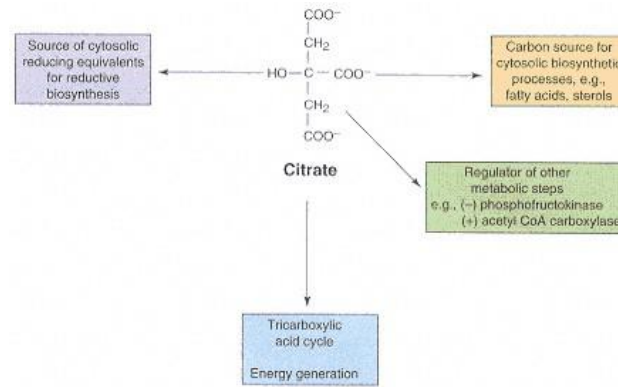 COO⁻
CH₂
HO—C—COO⁻
CH₂
COO⁻
Citrate
Source of cytosolic
reducing equivalents
for reductive
biosynthesis
Carbon source for
cytosolic biosynthetic
processes, e.g.,
fatty acids, sterols
Regulator of other
metabolic steps
e.g., (−) phosphofructokinase
(+) acetyl CoA carboxylase
Tricarboxylic
acid cycle
Energy generation